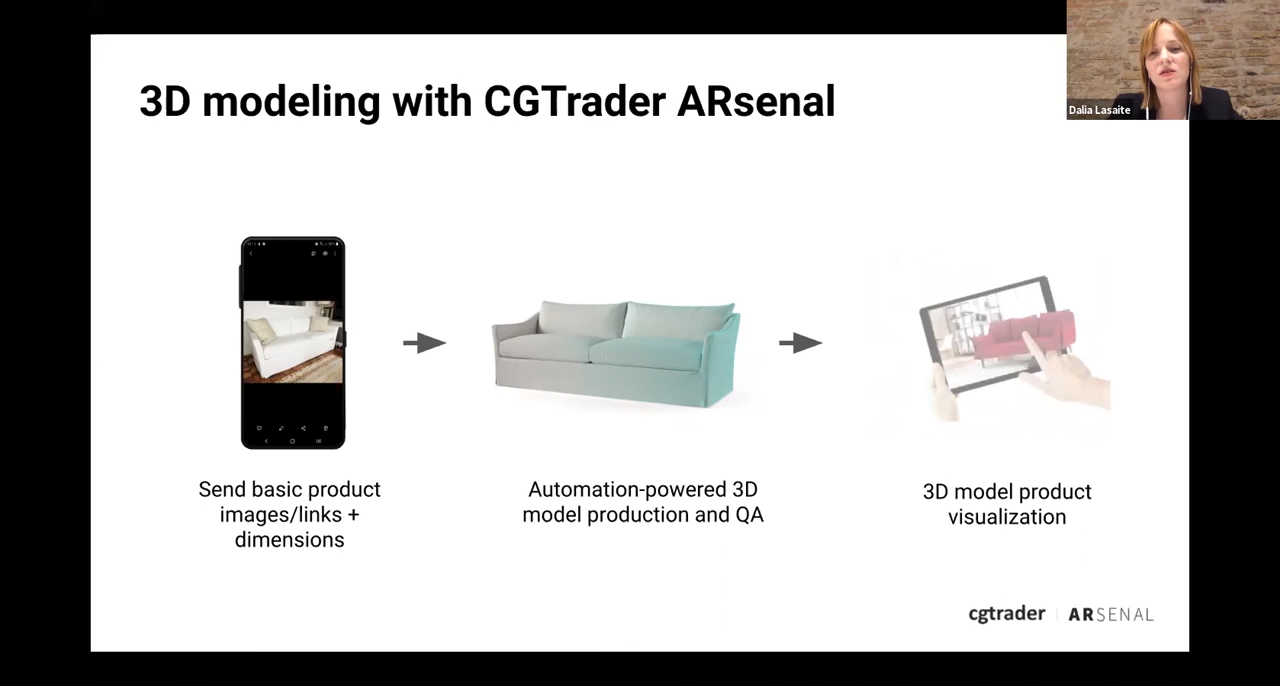 3D modeling with CGTrader ARsenal
Dalia Lasaite
Send basic product
images/links +
dimensions
Automation-powered 3D
model production and QA
3D model product
visualization
cgtrader | ARSENAL